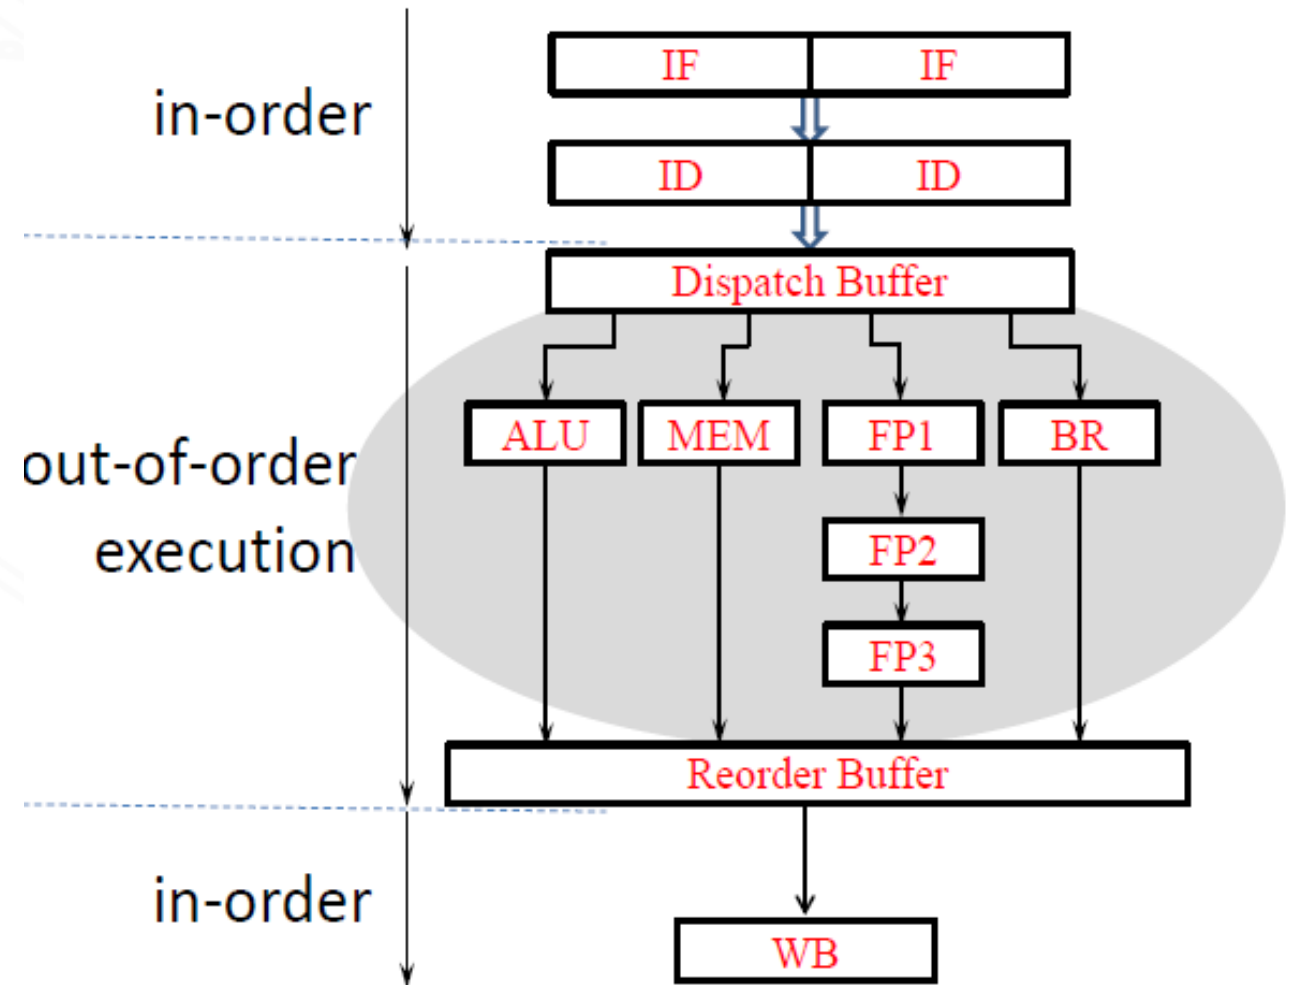 IF IF
in-order
ID ID
Dispatch Buffer
ALU MEM FP1 BR
out-of-order
execution
FP2
FP3
Reorder Buffer
in-order
WB